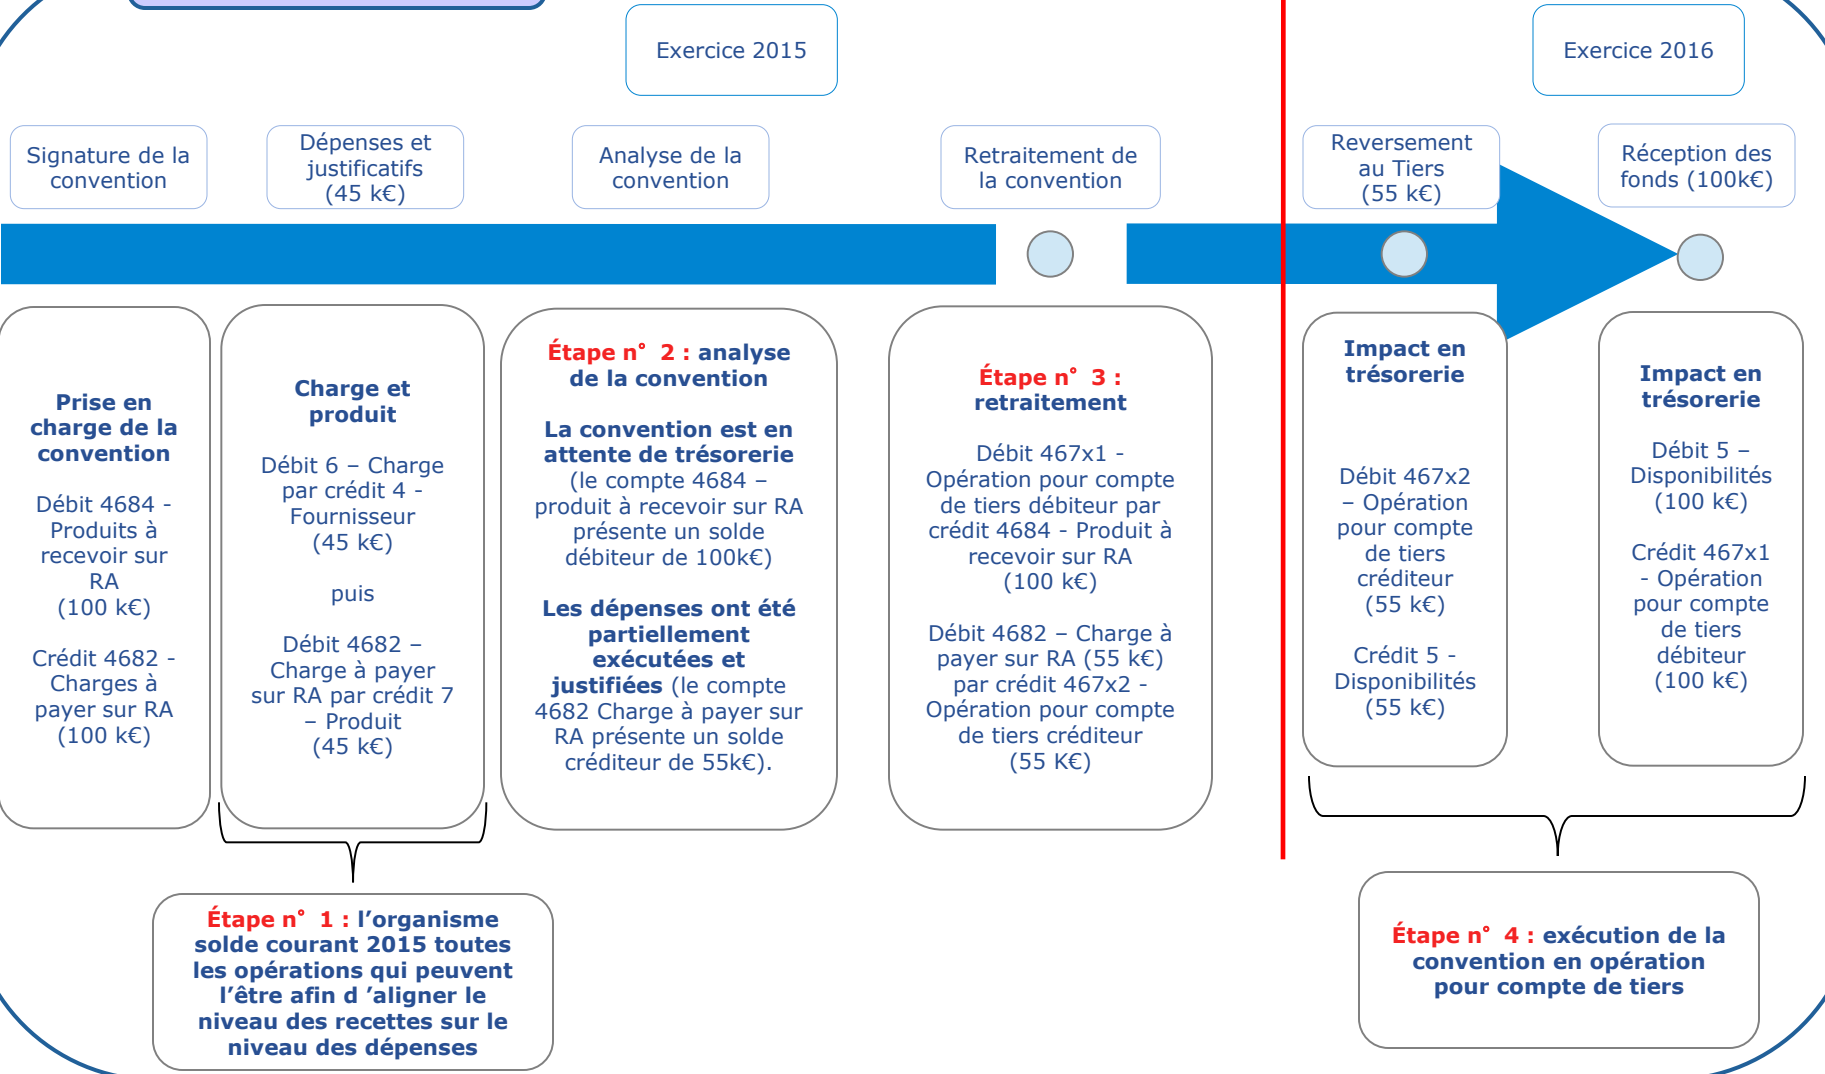 Exercice 2015
Exercice 2016
Signature de la
convention
Dépenses et
justificatifs
(45 k€)
Analyse de la
convention
Retraitement de
la convention
Reversement
au Tiers
(55 k€)
Réception des
fonds (100k€)
Prise en
charge de la
convention
Débit 4684 -
Produits à
recevoir sur
RA
(100 k€)
Crédit 4682 -
Charges à
payer sur RA
(100 k€)
Charge et
produit
Débit 6 – Charge
par crédit 4 -
Fournisseur
(45 k€)
puis
Débit 4682 –
Charge à payer
sur RA par crédit 7
– Produit
(45 k€)
Étape n° 2 : analyse
de la convention
La convention est en
attente de trésorerie
(le compte 4684 –
produit à recevoir sur RA
présente un solde
débiteur de 100k€)
Les dépenses ont été
partiellement
exécutées et
justifiées (le compte
4682 Charge à payer sur
RA présente un solde
créditeur de 55k€).
Étape n° 3 :
retraitement
Débit 467x1 -
Opération pour compte
de tiers débiteur par
crédit 4684 - Produit à
recevoir sur RA
(100 k€)
Débit 4682 – Charge à
payer sur RA (55 k€)
par crédit 467x2 -
Opération pour compte
de tiers créditeur
(55 K€)
Impact en
trésorerie
Débit 467x2
– Opération
pour compte
de tiers
créditeur
(55 k€)
Crédit 5 -
Disponibilités
(55 k€)
Impact en
trésorerie
Débit 5 –
Disponibilités
(100 k€)
Crédit 467x1
- Opération
pour compte
de tiers
débiteur
(100 k€)
Étape n° 1 : l’organisme
solde courant 2015 toutes
les opérations qui peuvent
l’être afin d ’aligner le
niveau des recettes sur le
niveau des dépenses
Étape n° 4 : exécution de la
convention en opération
pour compte de tiers